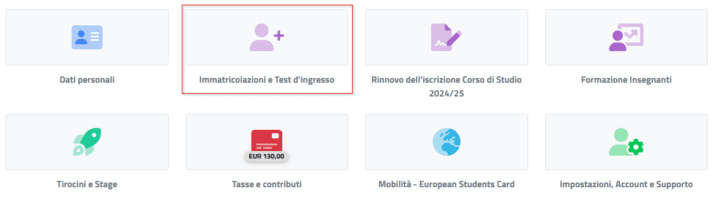 Dati personali
Immatricolazioni e Test d'ingresso
Rinnovo dell'iscrizione Corso di Studio
2024/25
Formazione Insegnanti
EUR 130,00
Tirocini e Stage
Tasse e contributi
Mobilità - European Students Card
Impostazioni, Account e Supporto